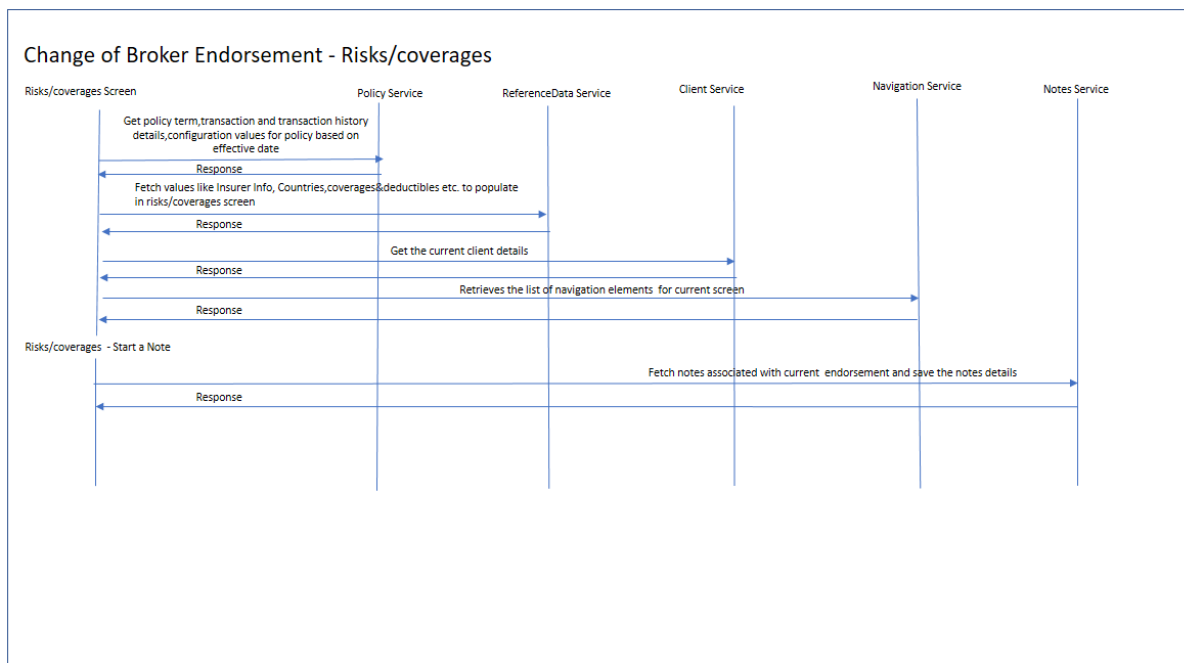 Change of Broker Endorsement - Risks/coverages
Risks/coverages Screen
Policy Service
ReferenceData Service
Client Service
Navigation Service
Notes Service
Get policy term,transaction and transaction history
details,configuration values for policy based on
effective date
Response
Fetch values like Insurer Info, Countries,coverages&deductibles etc. to populate
in risks/coverages screen
Response
Get the current client details
Response
Retrieves the list of navigation elements for current screen
Response
Risks/coverages - Start a Note
Fetch notes associated with current endorsement and save the notes details
Response